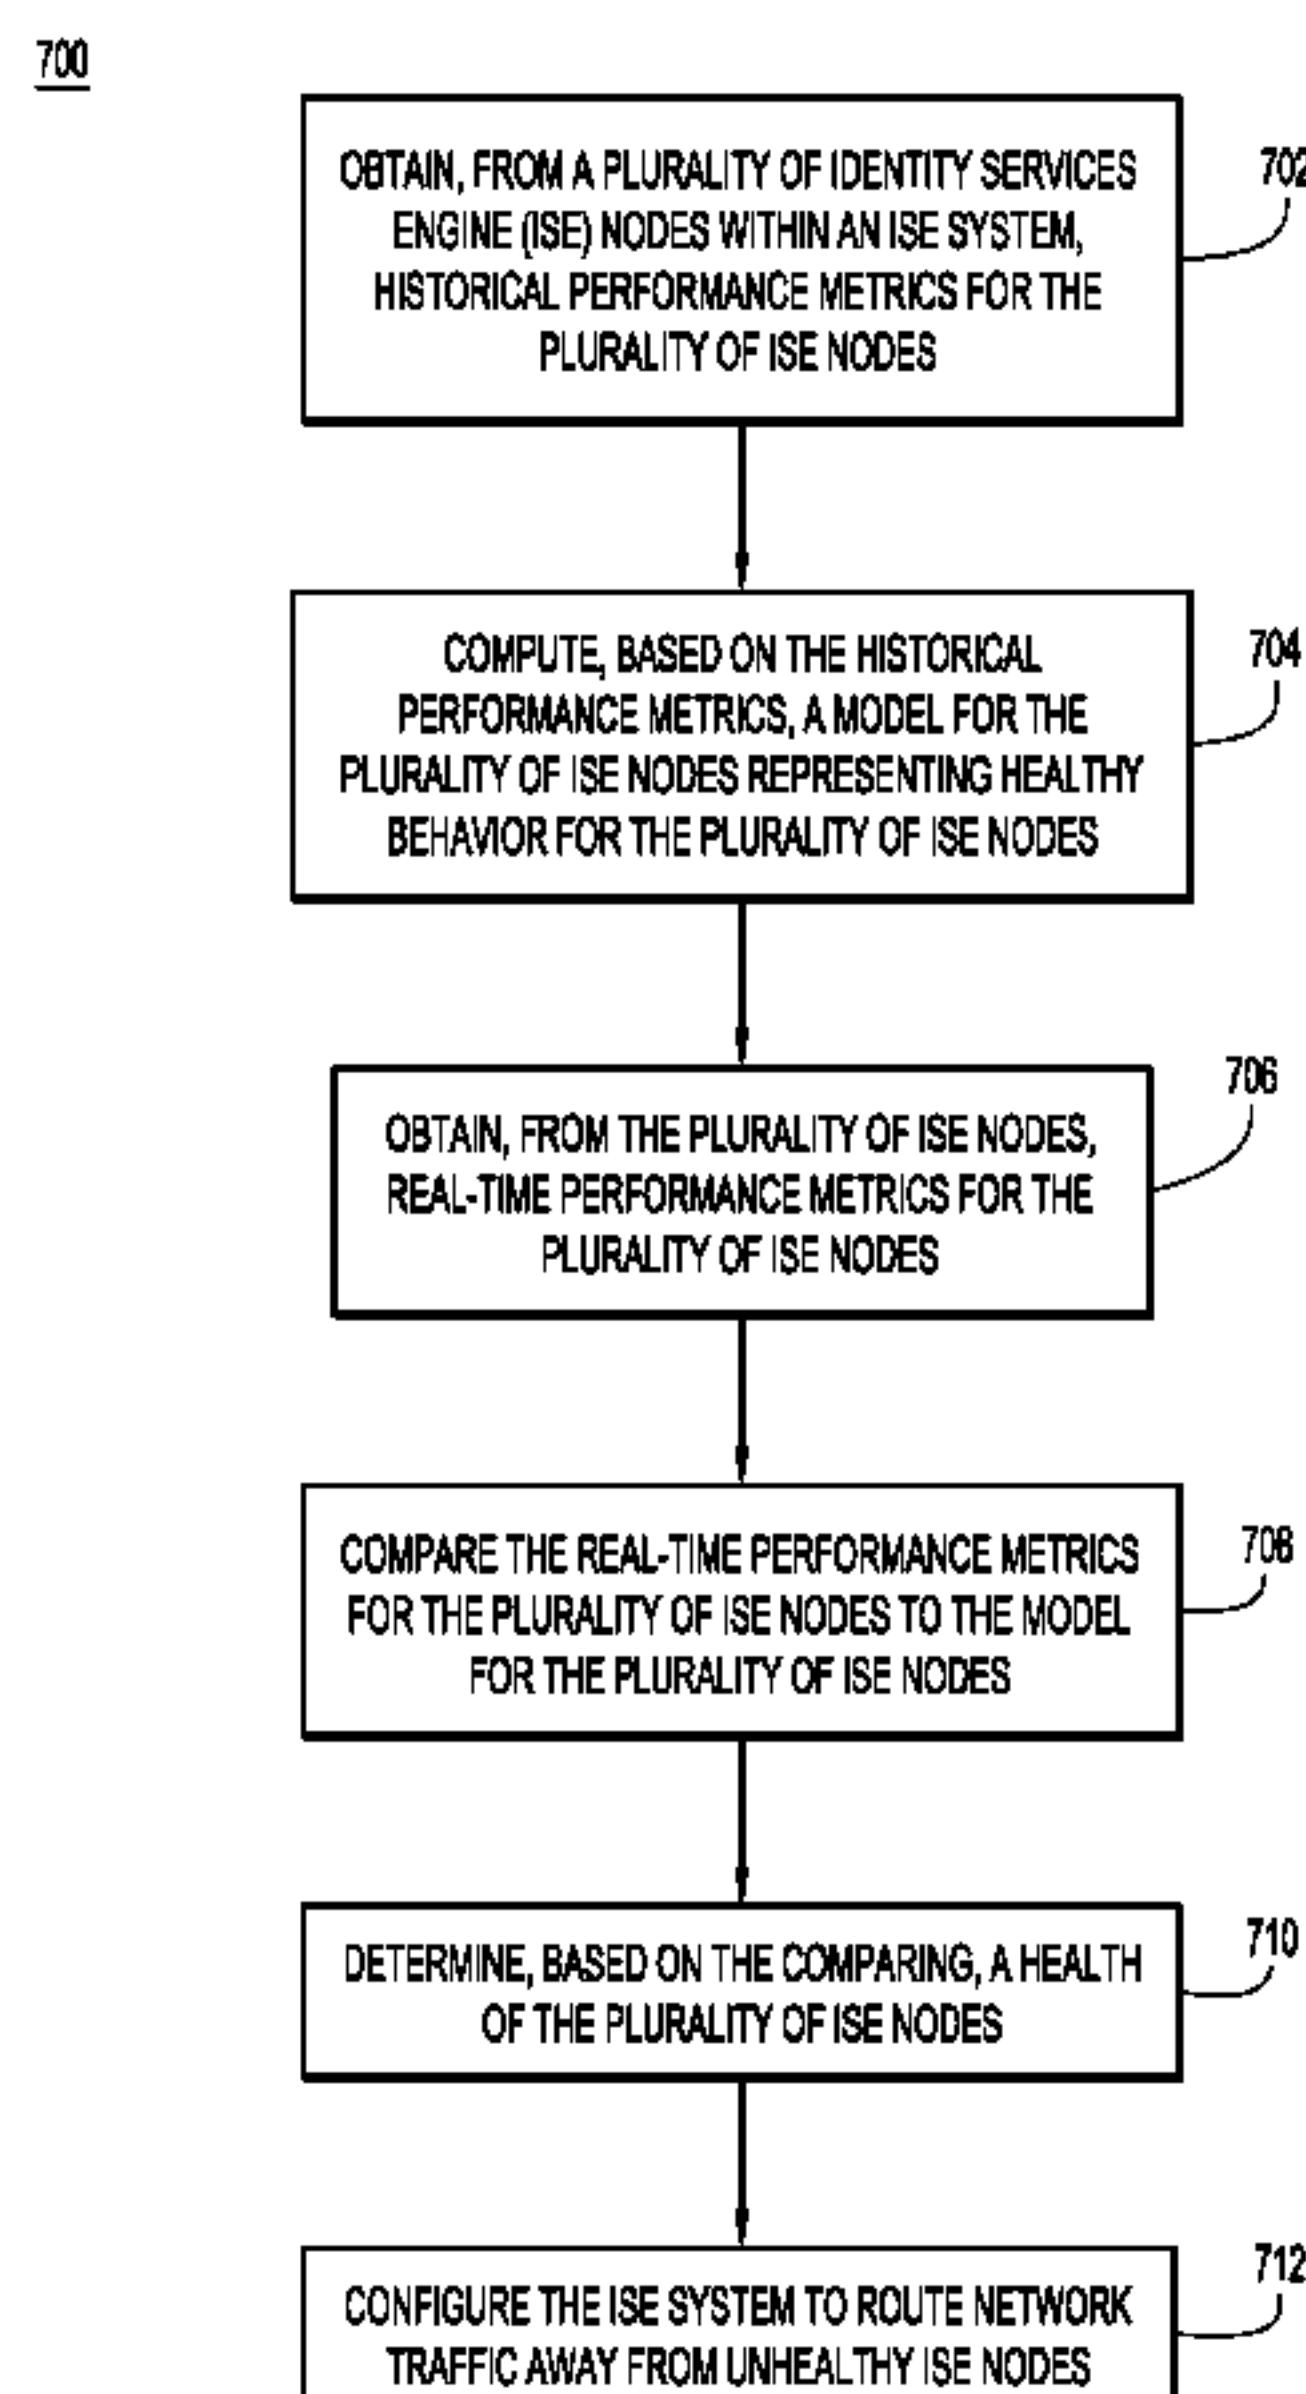 700
OBTAIN, FROM A PLURALITY OF IDENTITY SERVICES
ENGINE (ISE) NODES WITHIN AN ISE SYSTEM,
HISTORICAL PERFORMANCE METRICS FOR THE
PLURALITY OF ISE NODES
702
COMPUTE, BASED ON THE HISTORICAL
PERFORMANCE METRICS, A MODEL FOR THE
PLURALITY OF ISE NODES REPRESENTING HEALTHY
BEHAVIOR FOR THE PLURALITY OF ISE NODES
704
OBTAIN, FROM THE PLURALITY OF ISE NODES,
REAL-TIME PERFORMANCE METRICS FOR THE
PLURALITY OF ISE NODES
706
COMPARE THE REAL-TIME PERFORMANCE METRICS
FOR THE PLURALITY OF ISE NODES TO THE MODEL
FOR THE PLURALITY OF ISE NODES
708
DETERMINE, BASED ON THE COMPARING, A HEALTH
OF THE PLURALITY OF ISE NODES
710
CONFIGURE THE ISE SYSTEM TO ROUTE NETWORK
TRAFFIC AWAY FROM UNHEALTHY ISE NODES
712